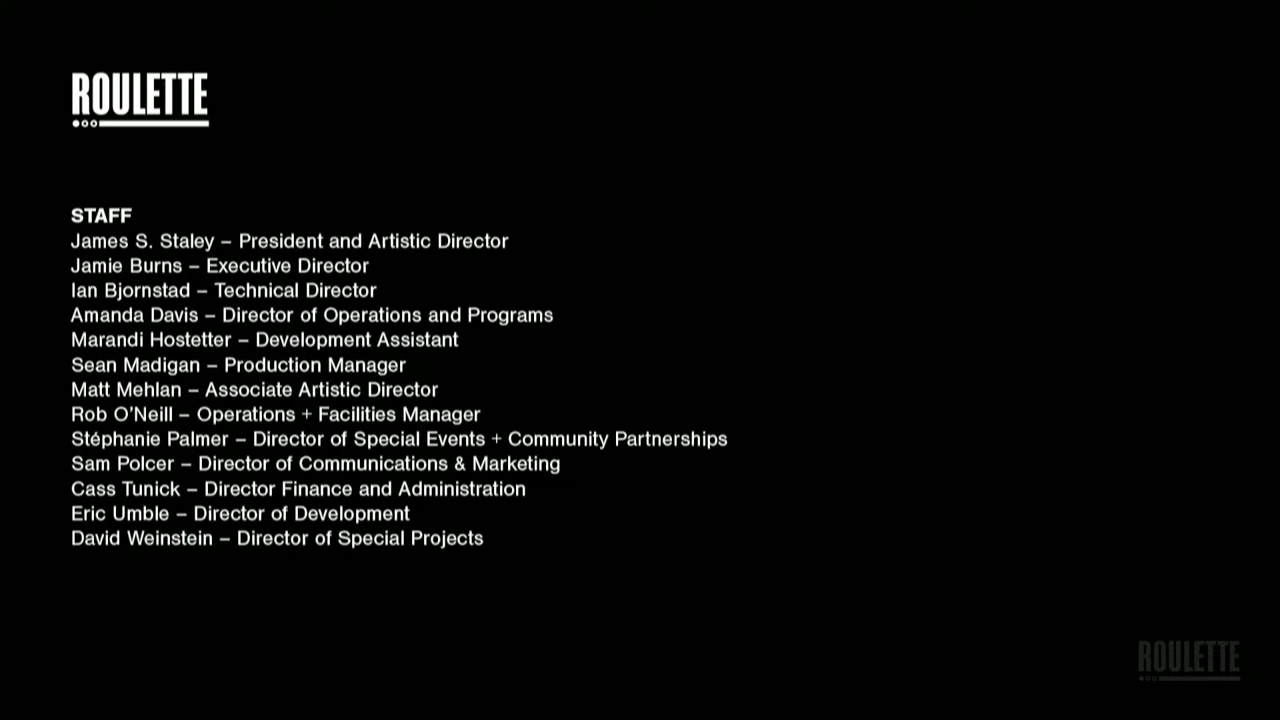 ROULETTE
STAFF
James S. Staley – President and Artistic Director
Jamie Burns – Executive Director
Ian Bjornstad – Technical Director
Amanda Davis – Director of Operations and Programs
Marandi Hostetter – Development Assistant
Sean Madigan – Production Manager
Matt Mehlan – Associate Artistic Director
Rob O’Neill – Operations + Facilities Manager
Stéphanie Palmer – Director of Special Events + Community Partnerships
Sam Polcer – Director of Communications & Marketing
Cass Tunick – Director Finance and Administration
Eric Umble – Director of Development
David Weinstein – Director of Special Projects
ROULETTE